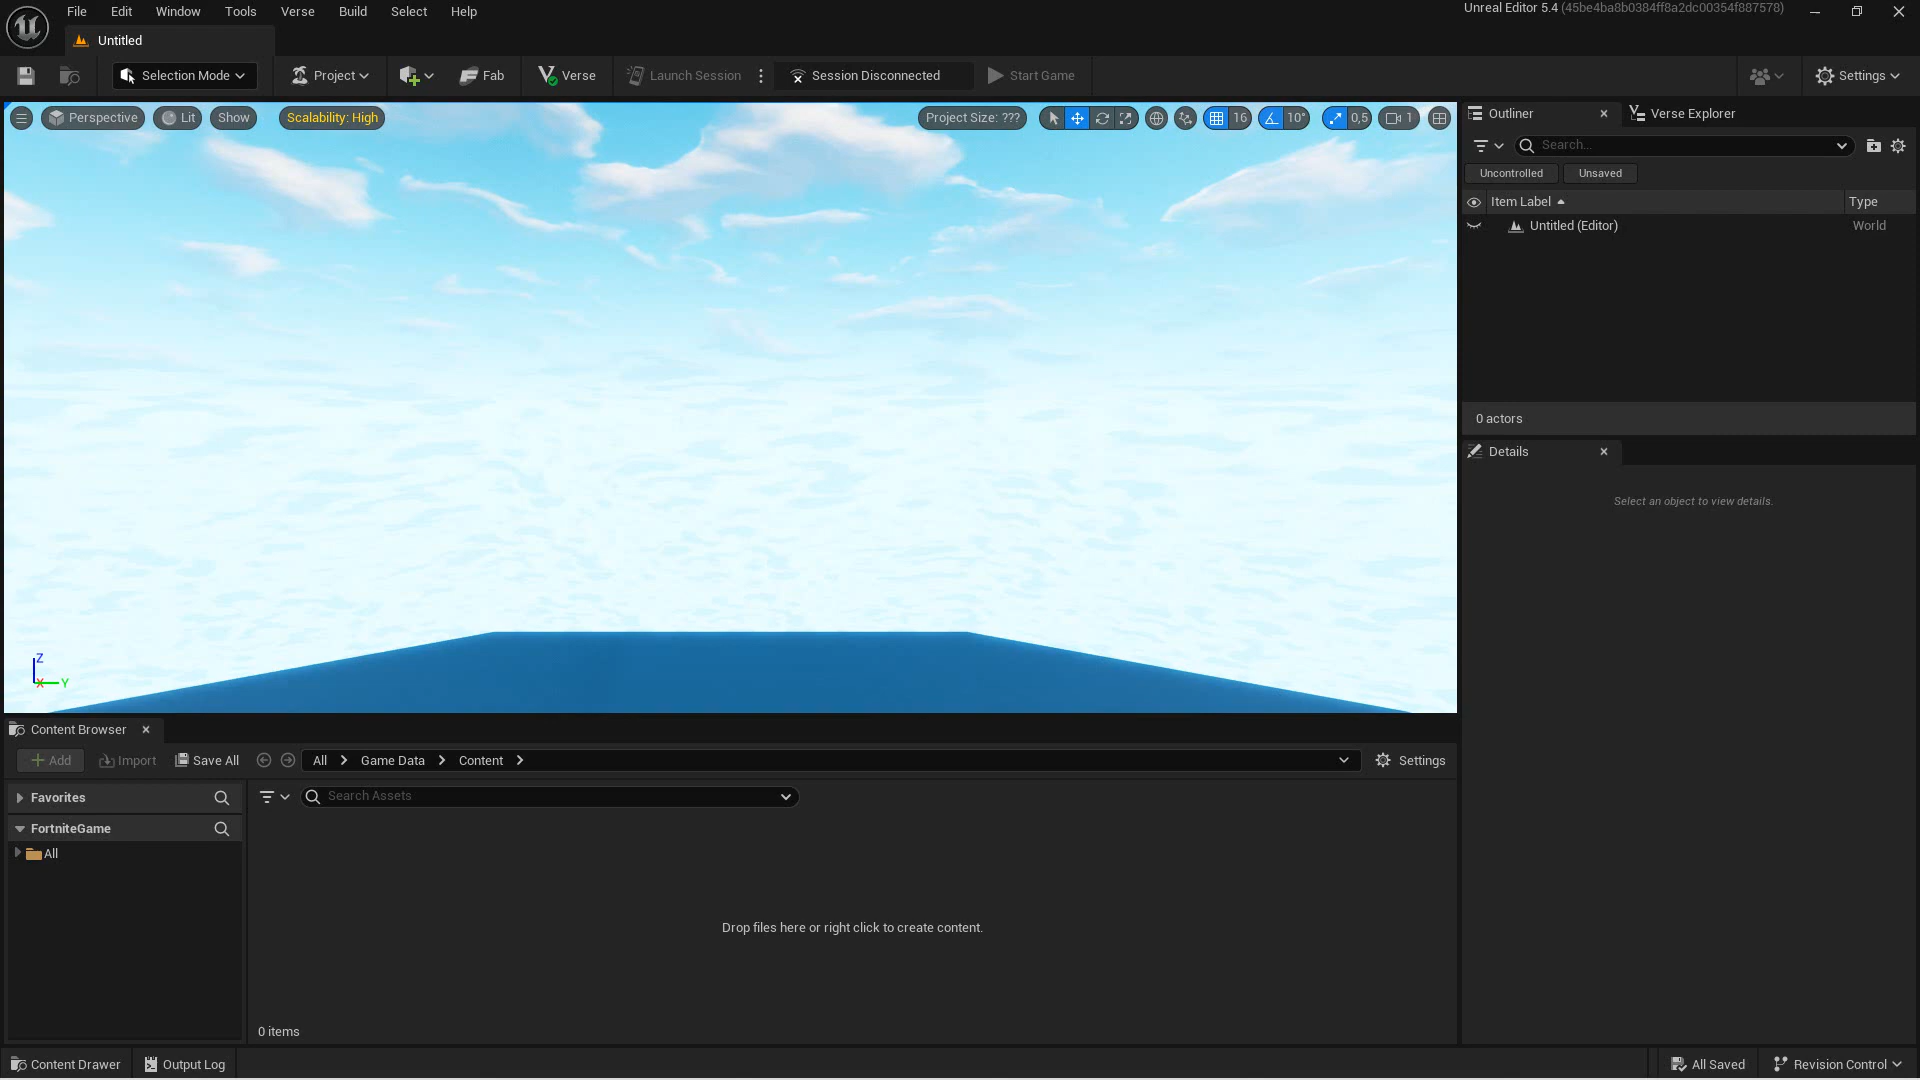 File Edit Window Tools Verse Build Select Help
Unreal Editor 5.4 (45be4ba8b0384ff8a2dc00354f887578)
Untitled
Selection Mode Project Fab Verse Launch Session Session Disconnected Start Game Settings
Perspective Lit Show Scalability: High Project Size: ??? 16 10° 0,5 1
Outliner Verse Explorer
Search...
Uncontrolled Unsaved
Item Label Type
Untitled (Editor) World
0 actors
Details
Select an object to view details.
Z
X Y
Content Browser
Add Import Save All All Game Data Content Settings
Favorites
Search Assets
FortniteGame
All
Drop files here or right click to create content.
0 items
Content Drawer Output Log All Saved Revision Control